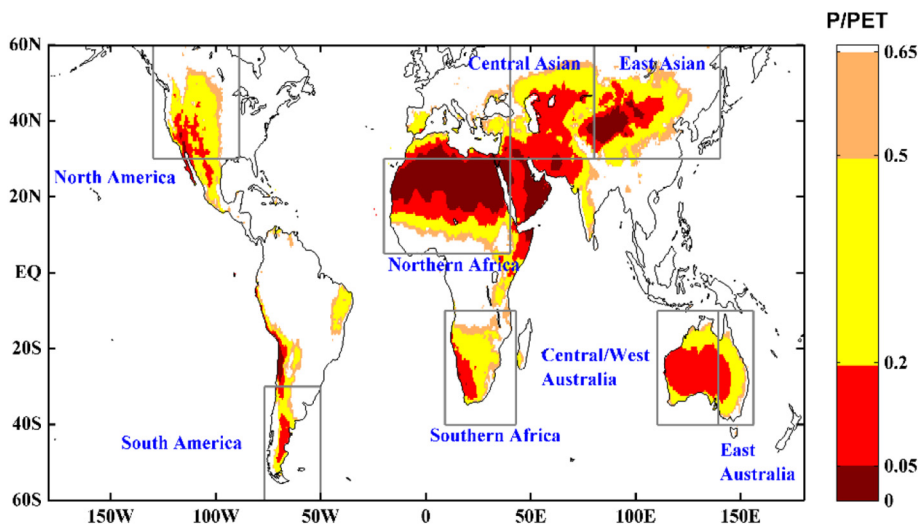 P/PET
60N
40N
20N
EQ
20S
40S
60S
150W
100W
50W
0
50E
100E
150E
Central Asian
East Asian
North America
Northern Africa
Central/West
Australia
South America
Southern Africa
East
Australia
0.65
0.5
0.2
0.05
0